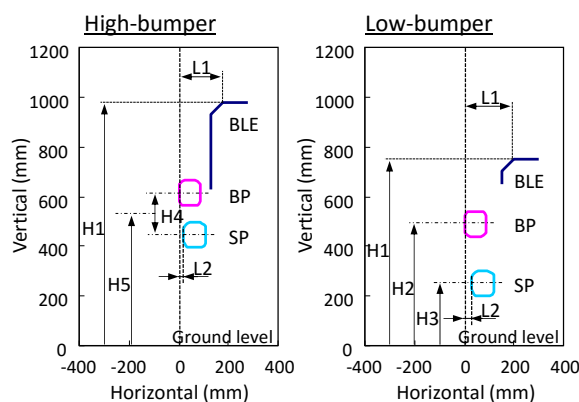 High-bumper
Low-bumper
1200
1000
800
600
400
200
0
Vertical (mm)
-400 -200 0 200 400
Horizontal (mm)
L1
BLE
BP
H4
SP
H1
H5
L2
Ground level
1200
1000
800
600
400
200
0
Vertical (mm)
-400 -200 0 200 400
Horizontal (mm)
L1
BLE
BP
SP
H1
H2
H3
L2
Ground level